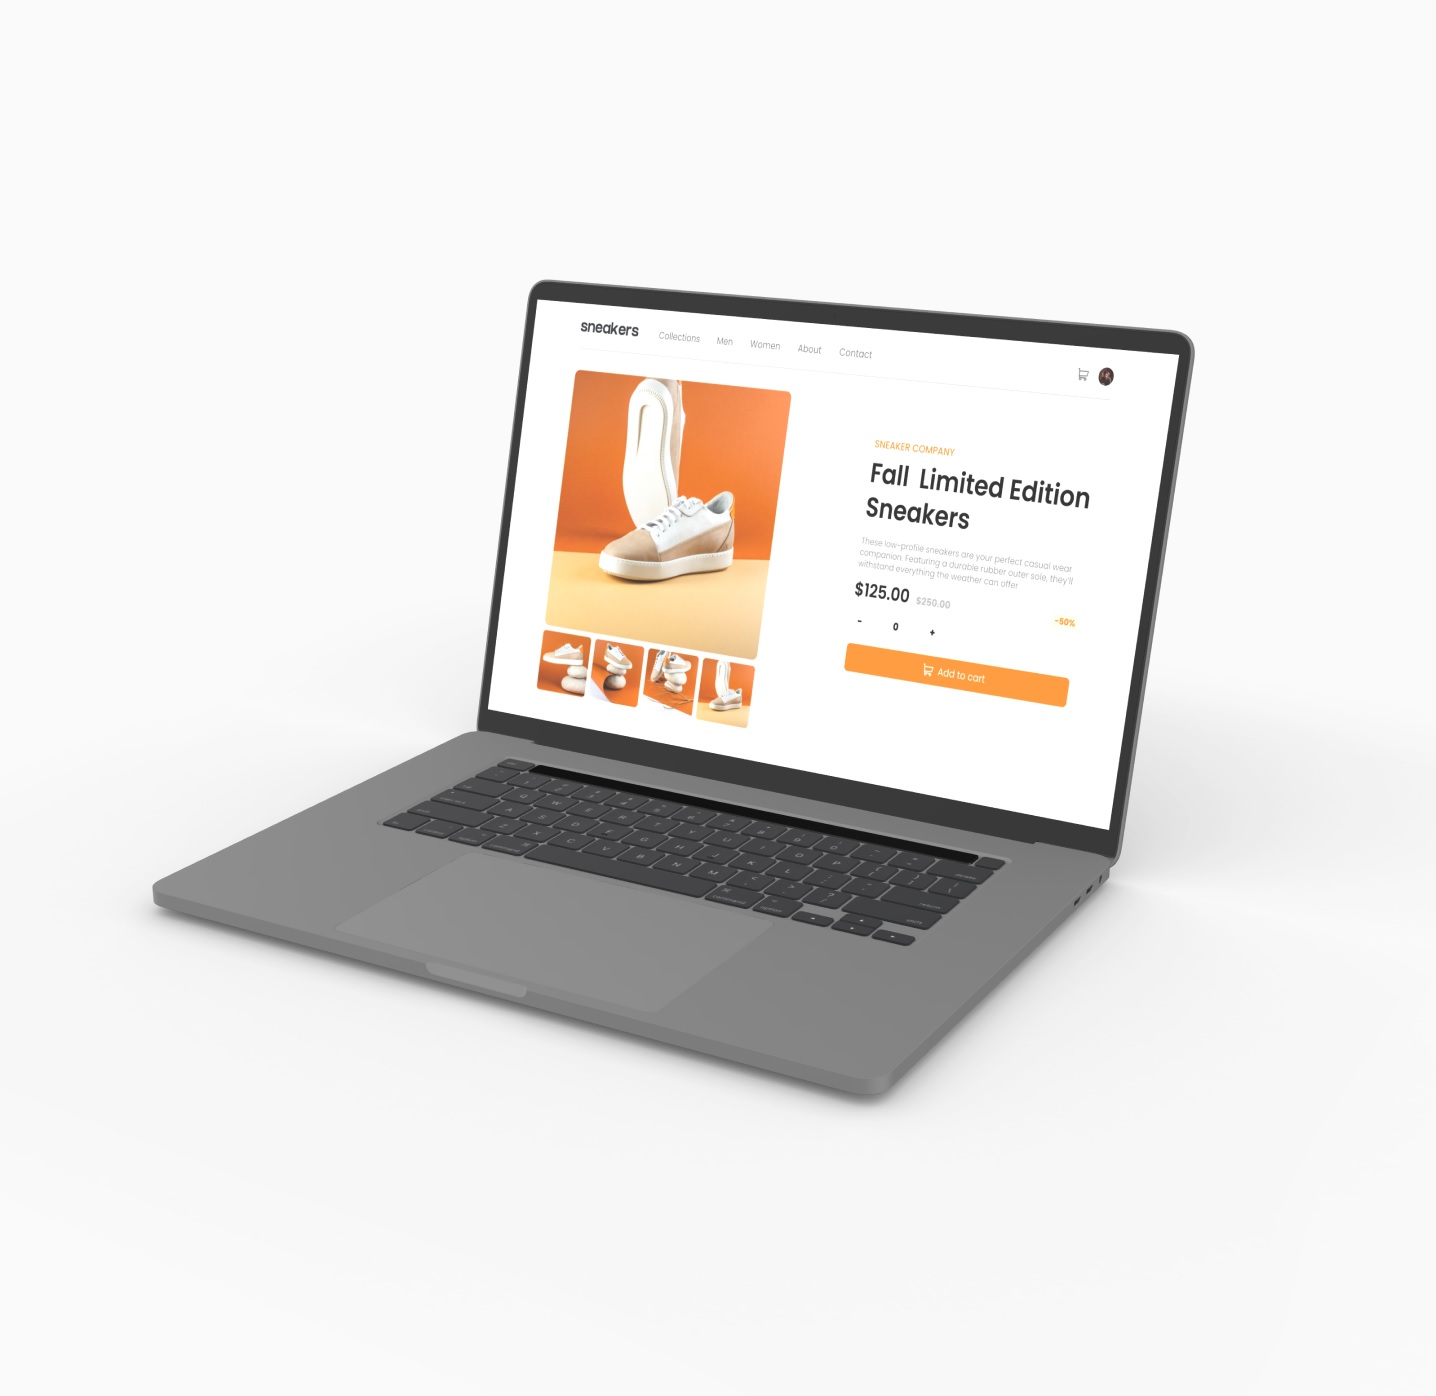 sneakers
Collections Men Women About Contact
SNEAKER COMPANY
Fall Limited Edition
Sneakers
These low-profile sneakers are your perfect casual wear
companion. Featuring a durable rubber outer sole, they'll
withstand everything the weather can offer
$125.00 $250.00
-50%
- 0 +
Add to cart